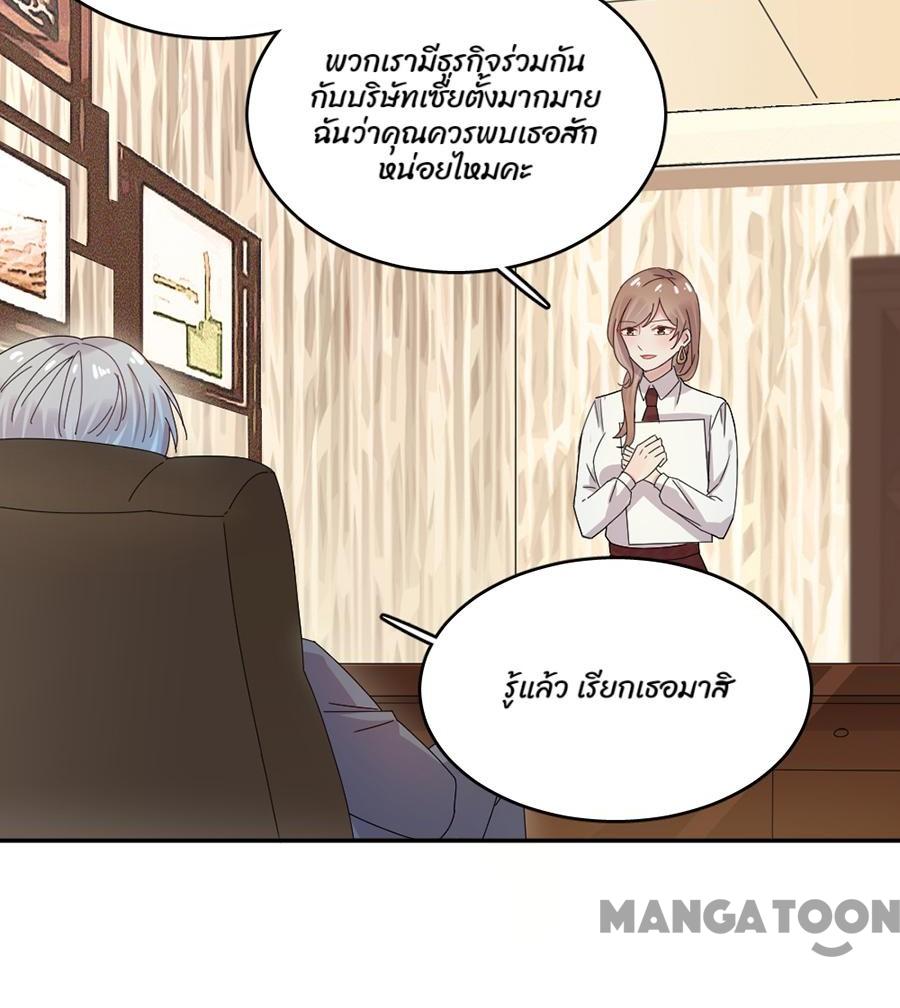 พวกเรามีธุรกิจร่วมกัน
กับบริษัทเซี่ยตั้งมากมาย
ฉันว่าคุณควรพบเธอสัก
หน่อยไหมคะ
รู้แล้ว เรียกเธอมาสิ
MANGATOON